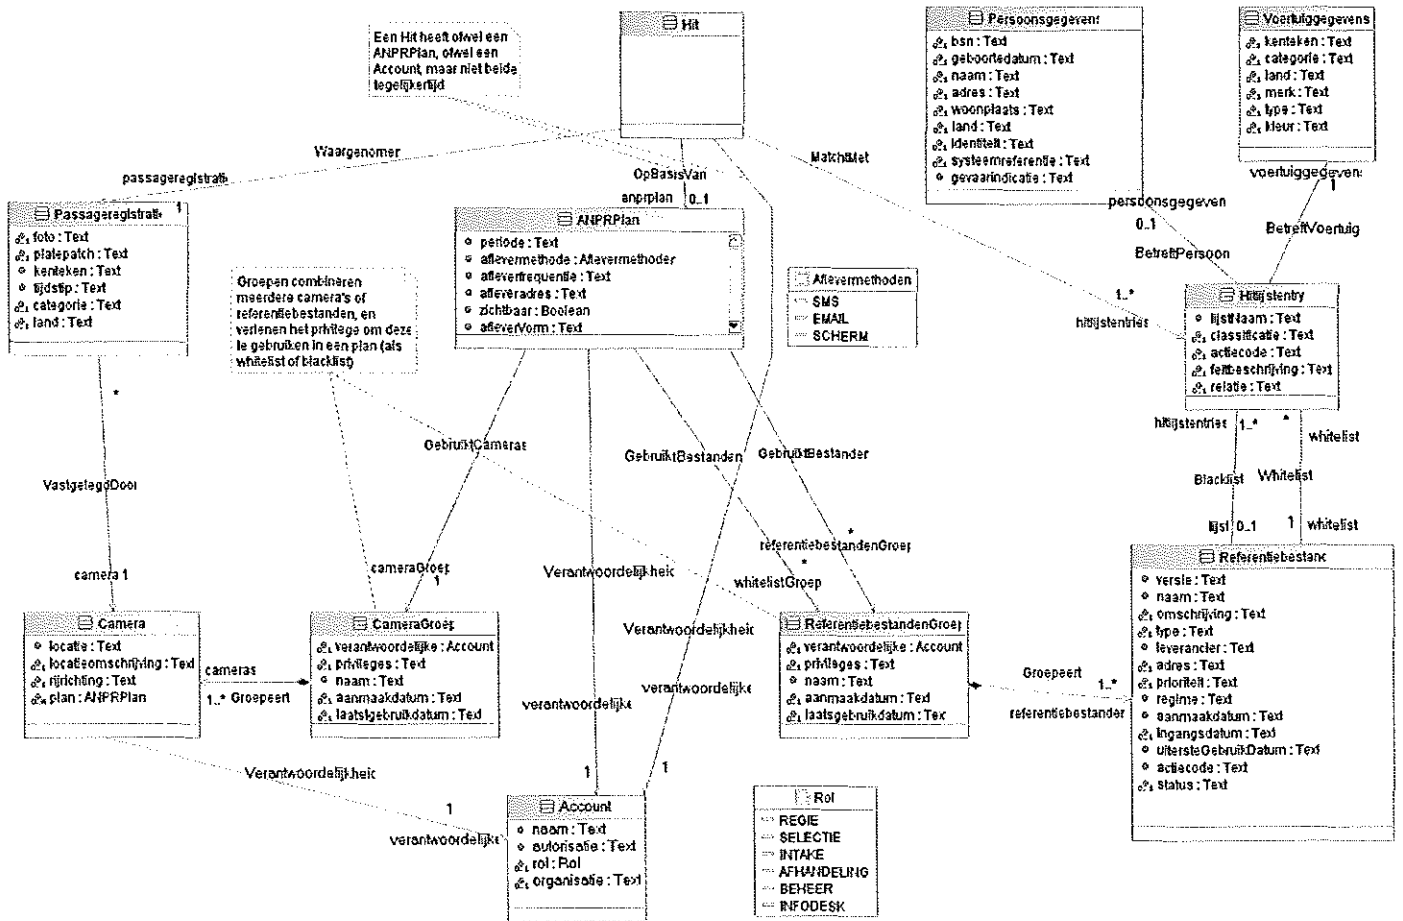 Een Hit heeft ofwel een
ANPRPlan, ofwel een
Account, maar niet beide
tegelijkertijd
Hit
Persoonsgegevens
bsn : Text
geboortedatum : Text
naam : Text
adres : Text
woonplaats : Text
land : Text
identiteit : Text
systeemreferentie : Text
gevaarindicatie : Text
Voertuiggegevens
kenteken : Text
categorie : Text
land : Text
merk : Text
type : Text
kleur : Text
voertuiggegevens
1
Waargenomen
passageregistratie
1
OpBasisVan
anprplan
0..1
MatchtMet
persoonsgegeven
0..1
BetreftPersoon
BetreftVoertuig
Passageregistratie
foto : Text
platepatch : Text
kenteken : Text
tijdstip : Text
categorie : Text
land : Text
Groepen combineren
meerdere camera's of
referentiebestanden, en
verlenen het privilege om deze
te gebruiken in een plan (als
whitelist of blacklist)
ANPRPlan
periode : Text
aflevermethode : Aflevermethoden
afleverfrequentie : Text
afleveradres : Text
zichtbaar : Boolean
afleverVorm : Text
Aflevermethoden
SMS
EMAIL
SCHERM
1..*
hitlijstentries
Hitlijstentry
lijstNaam : Text
classificatie : Text
actiecode : Text
feitbeschrijving : Text
relatie : Text
*
VastgelegdDoor
camera 1
GebruiktCameras
cameraGroep
1
GebruiktBestanden
GebruiktBestanden
*
referentiebestandenGroep
*
whitelistGroep
Verantwoordelijkheid
verantwoordelijke
1
Verantwoordelijkheid
verantwoordelijke
1
hitlijstentries
1..*
*
whitelist
Blacklist
Whitelist
lijst
0..1
1
whitelist
Camera
locatie : Text
locatieomschrijving : Text
rijrichting : Text
plan : ANPRPlan
cameras
1..*
Groepeert
CameraGroep
verantwoordelijke : Account
privileges : Text
naam : Text
aanmaakdatum : Text
laatstgebruikdatum : Text
ReferentiebestandenGroep
verantwoordelijke : Account
privileges : Text
naam : Text
aanmaakdatum : Text
laatsgebruikdatum : Text
Groepeert
1..*
referentiebestanden
Referentiebestand
versie : Text
naam : Text
omschrijving : Text
type : Text
leverancier : Text
adres : Text
prioriteit : Text
regime : Text
aanmaakdatum : Text
ingangsdatum : Text
uitersteGebruikDatum : Text
actiecode : Text
status : Text
Verantwoordelijkheid
1
verantwoordelijke
Account
naam : Text
autorisatie : Text
rol : Rol
organisatie : Text
Rol
REGIE
SELECTIE
INTAKE
AFHANDELING
BEHEER
INFODESK